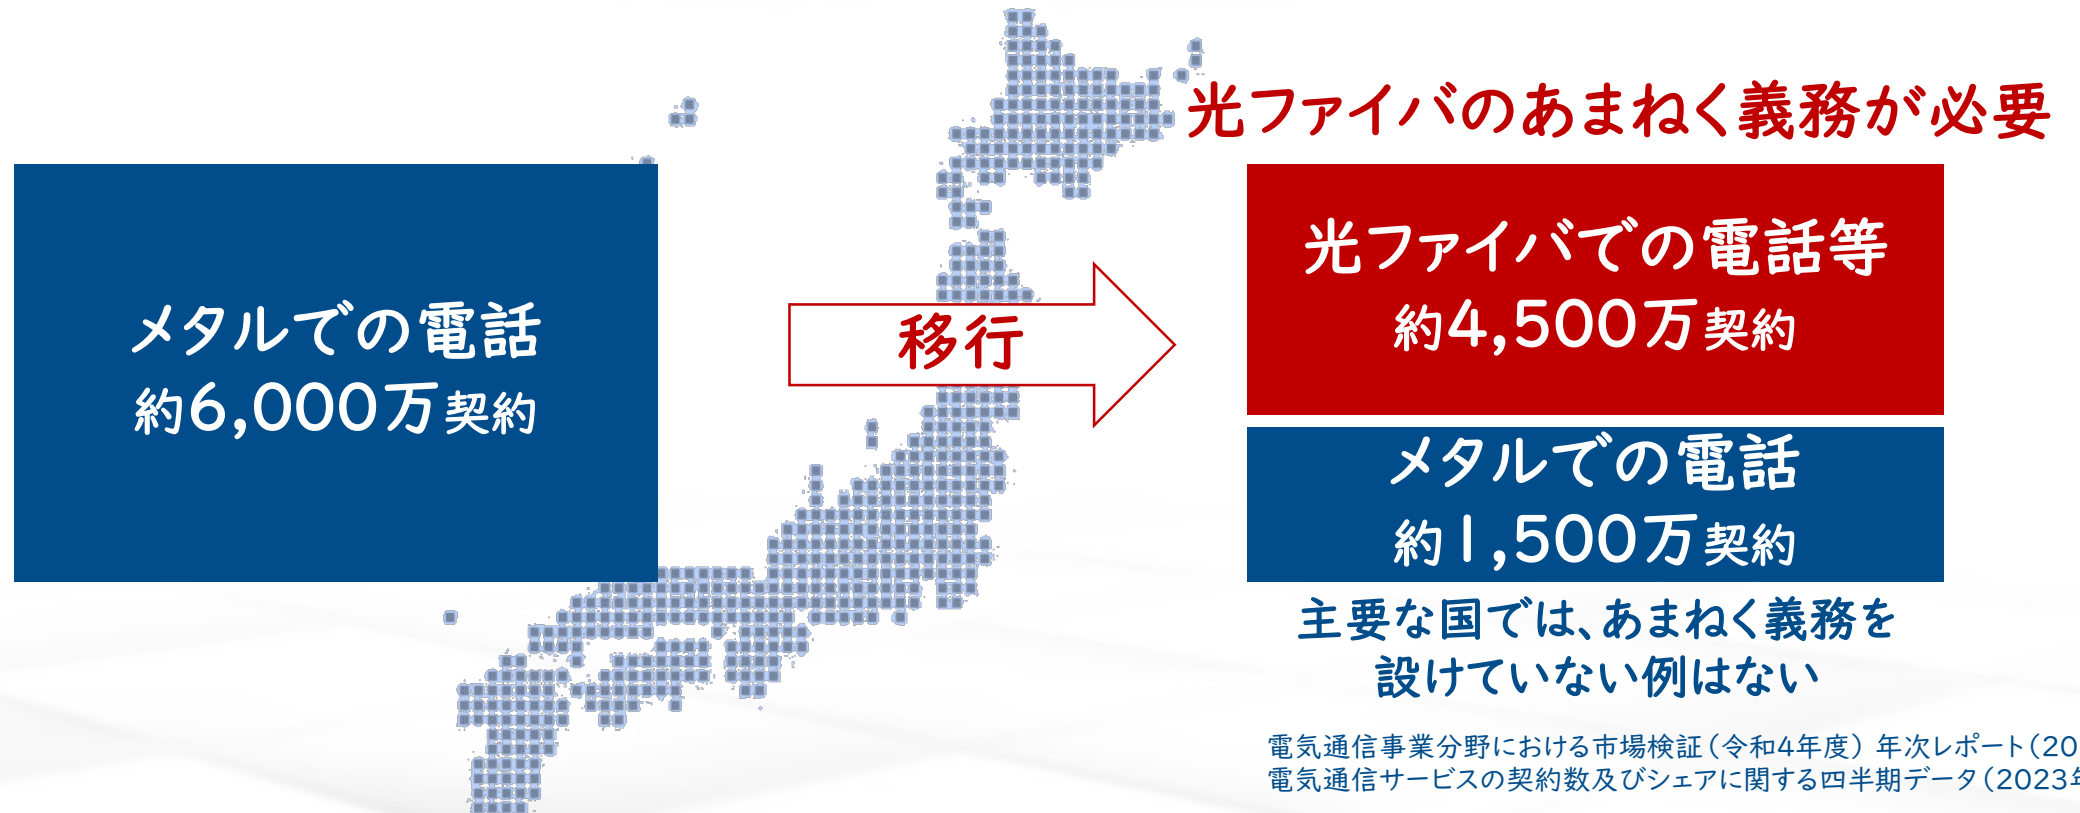 光ファイバのあまねく義務が必要
メタルでの電話
約6,000万契約
移行
光ファイバでの電話等
約4,500万契約
メタルでの電話
約1,500万契約
主要な国では、あまねく義務を
設けていない例はない
電気通信事業分野における市場検証（令和4年度）年次レポート（20
電気通信サービスの契約数及びシェアに関する四半期データ（2023